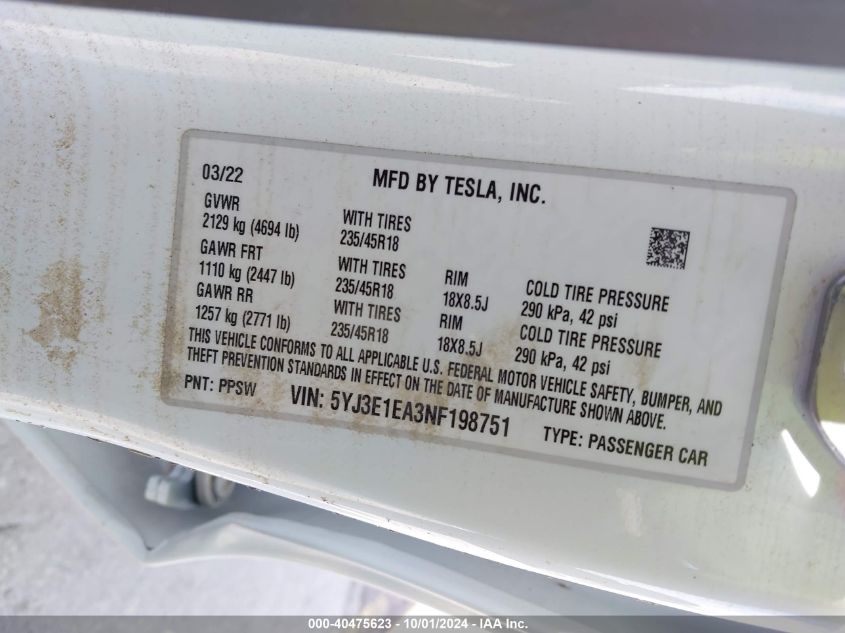 03/22
MFD BY TESLA, INC.
GVWR
2129 kg (4694 lb)
WITH TIRES
235/45R18
GAWR FRT
1110 kg (2447 lb)
WITH TIRES
235/45R18
RIM
18X8.5J
COLD TIRE PRESSURE
290 kPa, 42 psi
GAWR RR
1257 kg (2771 lb)
WITH TIRES
235/45R18
RIM
18X8.5J
COLD TIRE PRESSURE
290 kPa, 42 psi
THIS VEHICLE CONFORMS TO ALL APPLICABLE U.S. FEDERAL MOTOR VEHICLE SAFETY, BUMPER, AND
THEFT PREVENTION STANDARDS IN EFFECT ON THE DATE OF MANUFACTURE SHOWN ABOVE.
PNT: PPSW
VIN: 5YJ3E1EA3NF198751
TYPE: PASSENGER CAR
000-40475623 - 10/01/2024 - IAA Inc.